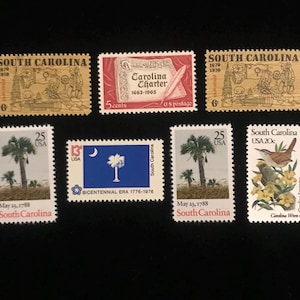 SOUTH CAROLINA
1670
1970
6c
Carolina
Charter
1663-1963
5 cents
U.S. postage
SOUTH CAROLINA
1670
1970
6c
25
USA
May 23, 1788
South Carolina
13c
USA
South Carolina
BICENTENNIAL ERA 1776-1976
25
USA
May 23, 1788
South Carolina
South Carolina
USA 20c
Carolina Wren